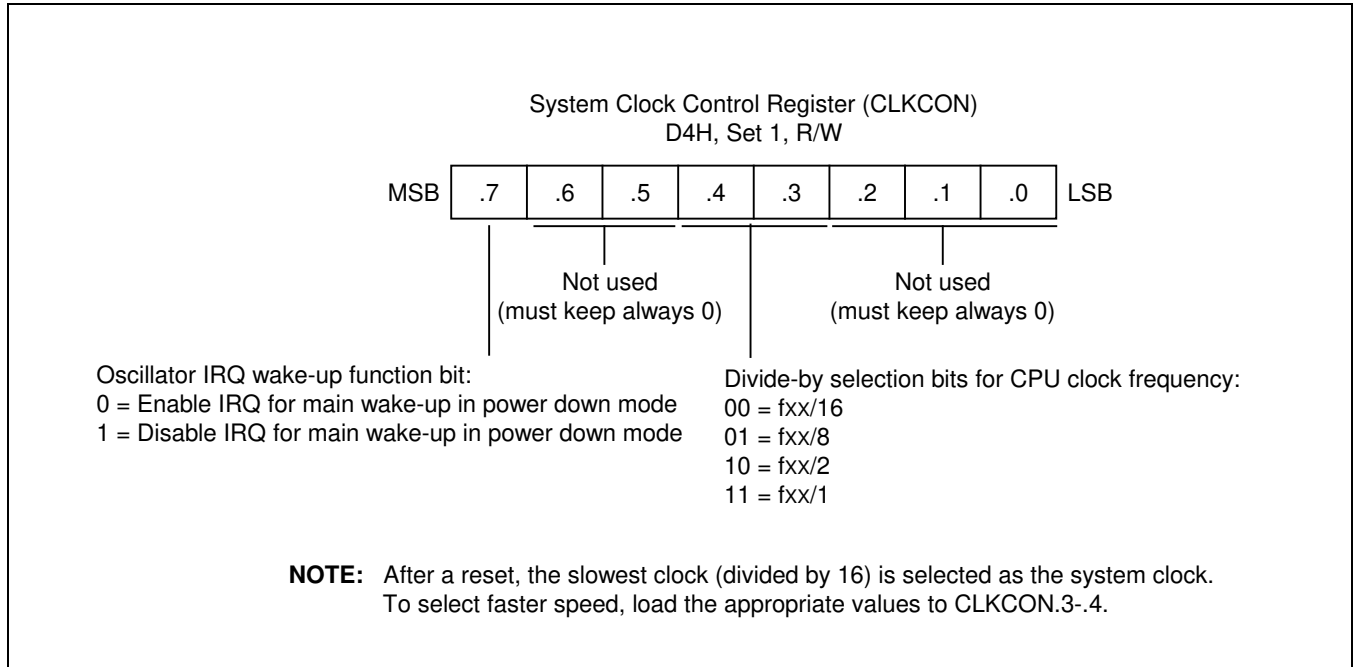 System Clock Control Register (CLKCON)
D4H, Set 1, R/W
MSB .7 .6 .5 .4 .3 .2 .1 .0 LSB
Not used
(must keep always 0)
Not used
(must keep always 0)
Oscillator IRQ wake-up function bit:
0 = Enable IRQ for main wake-up in power down mode
1 = Disable IRQ for main wake-up in power down mode
Divide-by selection bits for CPU clock frequency:
00 = fxx/16
01 = fxx/8
10 = fxx/2
11 = fxx/1
NOTE: After a reset, the slowest clock (divided by 16) is selected as the system clock.
To select faster speed, load the appropriate values to CLKCON.3-.4.